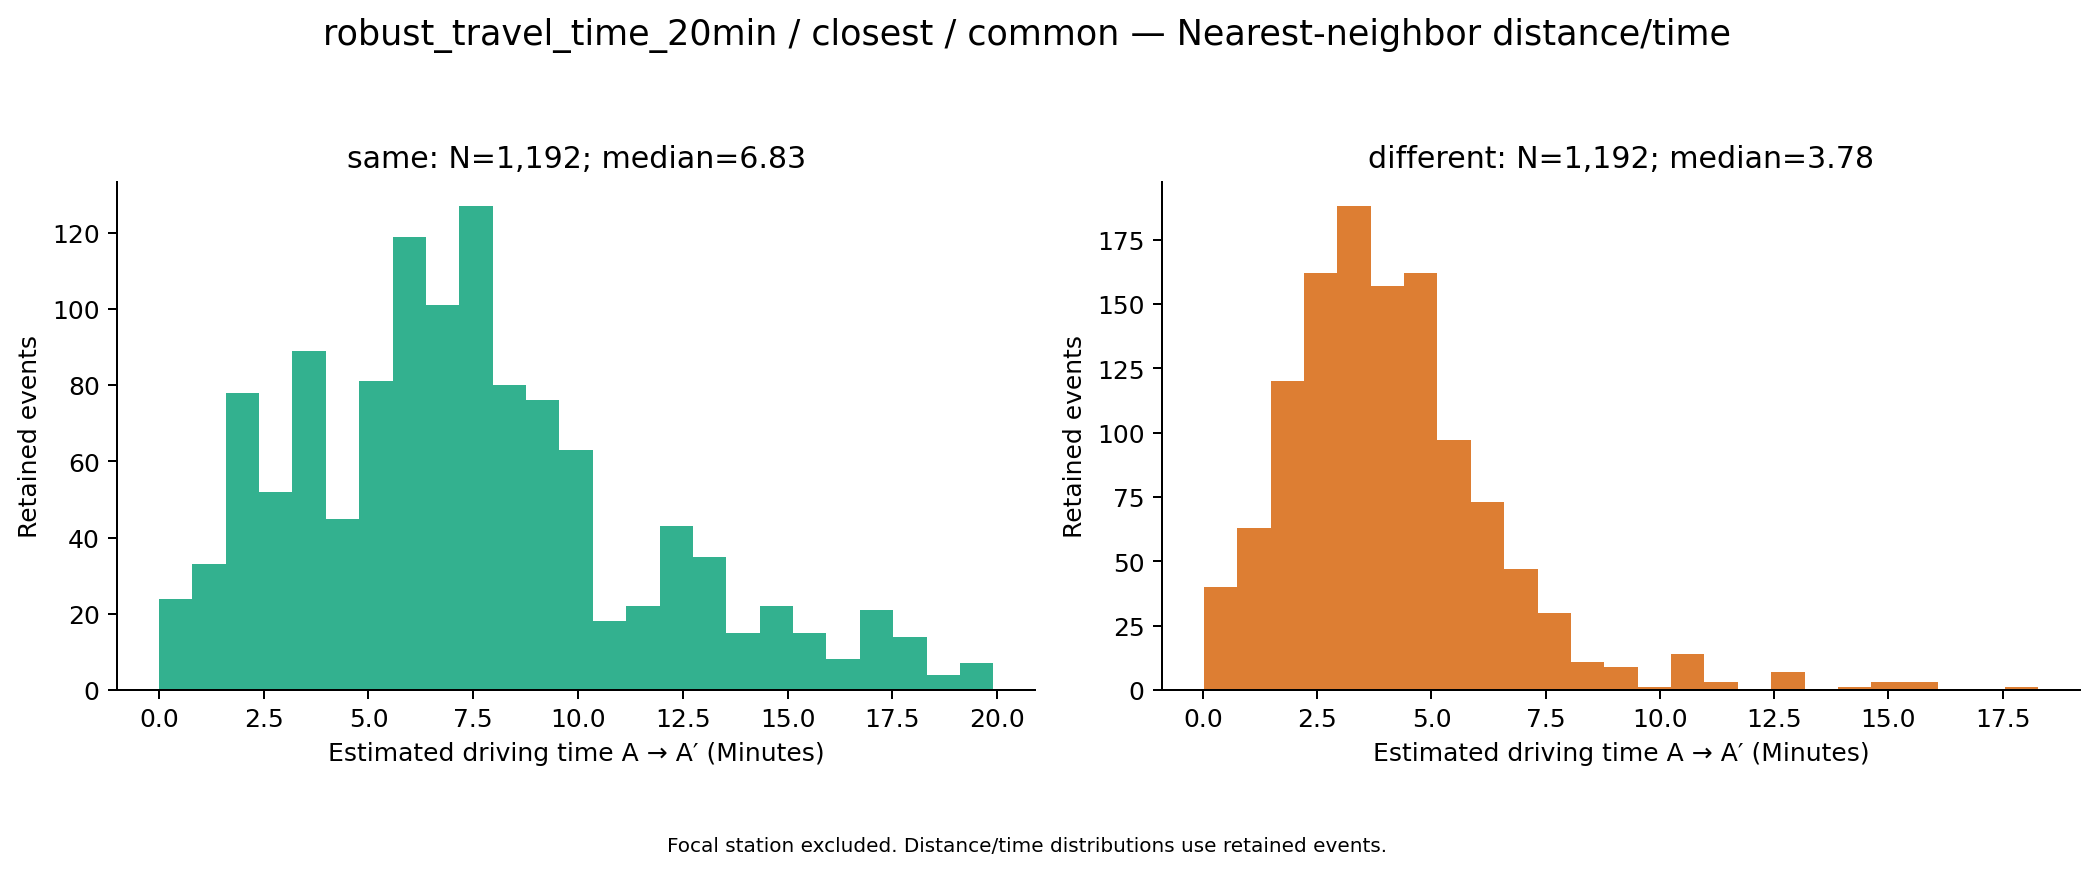 robust_travel_time_20min / closest / common — Nearest-neighbor distance/time
same: N=1,192; median=6.83
Retained events
120
100
80
60
40
20
0
0.0 2.5 5.0 7.5 10.0 12.5 15.0 17.5 20.0
Estimated driving time A → A′ (Minutes)
different: N=1,192; median=3.78
Retained events
175
150
125
100
75
50
25
0
0.0 2.5 5.0 7.5 10.0 12.5 15.0 17.5
Estimated driving time A → A′ (Minutes)
Focal station excluded. Distance/time distributions use retained events.